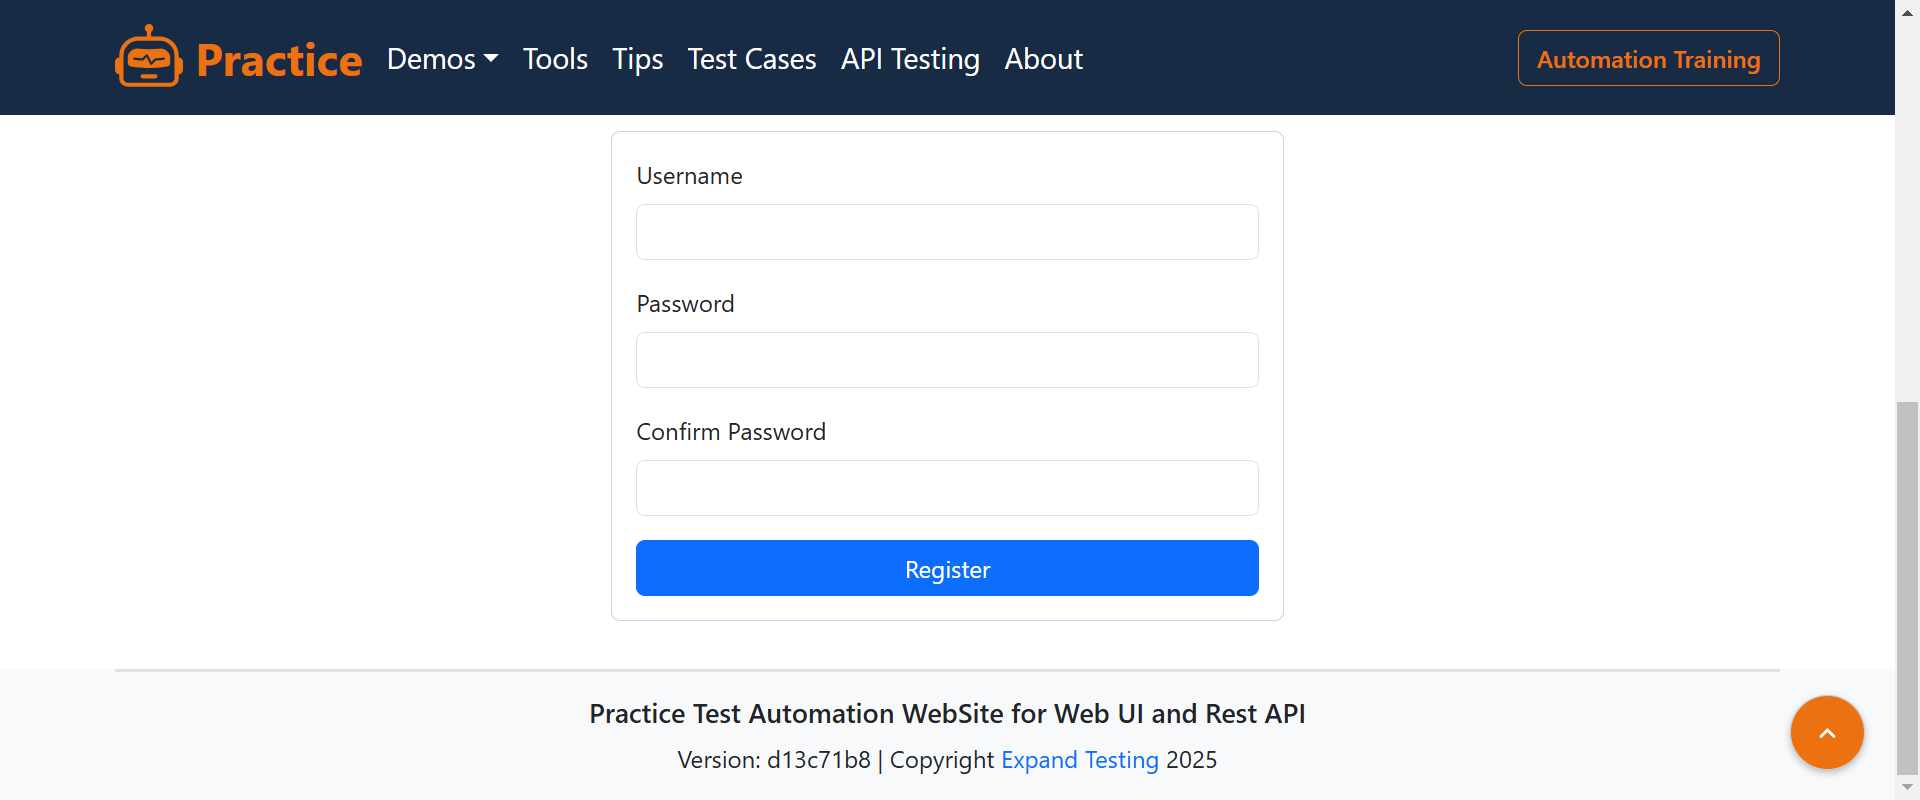 Practice Demos Tools Tips Test Cases API Testing About Automation Training
Username
Password
Confirm Password
Register
Practice Test Automation WebSite for Web UI and Rest API
Version: d13c71b8 | Copyright Expand Testing 2025